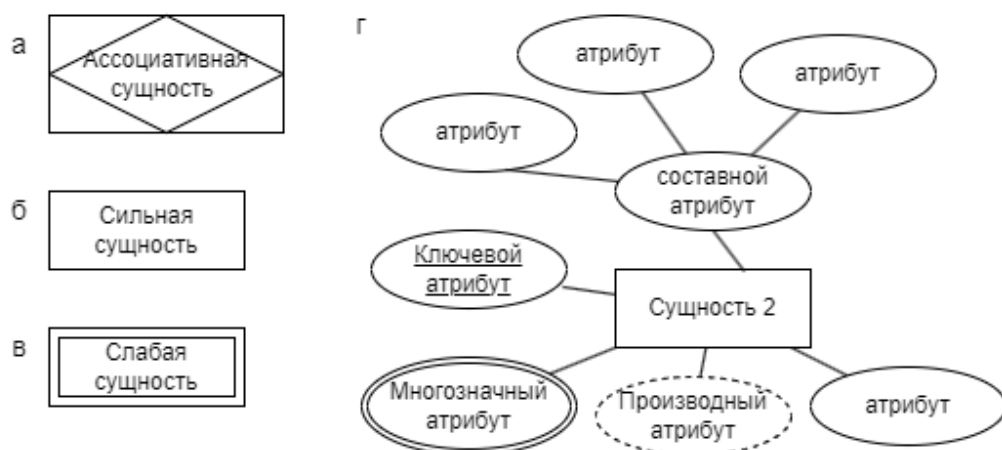 а
Ассоциативная
сущность
б
Сильная
сущность
в
Слабая
сущность
г
атрибут
атрибут
атрибут
составной
атрибут
Ключевой
атрибут
Сущность 2
Многозначный
атрибут
Производный
атрибут
атрибут